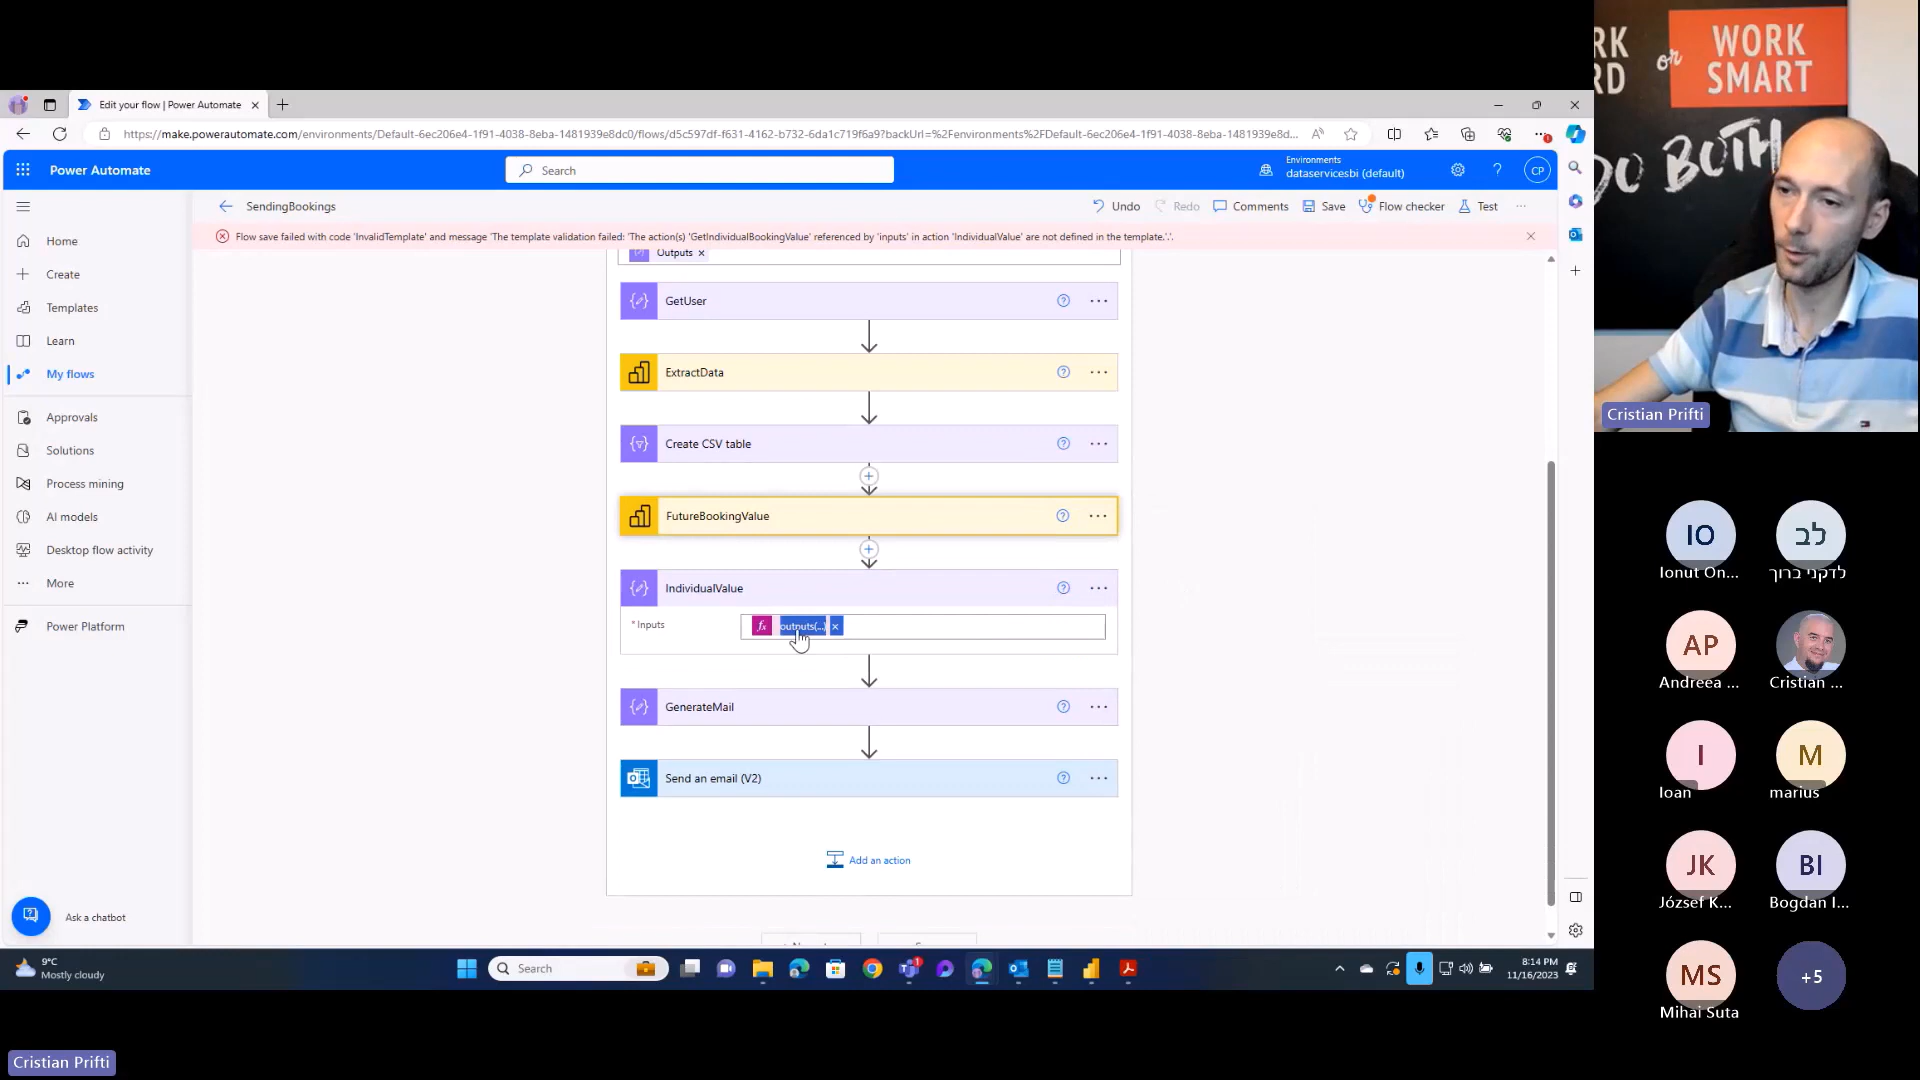 RK
RD
or
WORK
SMART
DO BOTH
Edit your flow | Power Automate
https://make.powerautomate.com/environments/Default-6ec206e4-1f91-4038-8eba-1481939e8dc0/flows/d5c597df-f631-4162-b732-6da1c719f6a9?backUrl=%2Fenvironments%2FDefault-6ec206e4-1f91-4038-8eba-1481939e8d...
Power Automate
Search
Environments
dataservicesbi (default)
CP
SendingBookings
Undo
Redo
Comments
Save
Flow checker
Test
Flow save failed with code 'InvalidTemplate' and message 'The template validation failed: 'The action(s) 'GetIndividualBookingValue' referenced by 'inputs' in action 'IndividualValue' are not defined in the template.'.'.
Home
Create
Templates
Learn
My flows
Approvals
Solutions
Process mining
AI models
Desktop flow activity
More
Power Platform
Ask a chatbot
Outputs
GetUser
ExtractData
Create CSV table
FutureBookingValue
IndividualValue
* Inputs
fx
outputs(...)
GenerateMail
Send an email (V2)
Add an action
9°C
Mostly cloudy
Search
8:14 PM
11/16/2023
Cristian Prifti
IO
Ionut On...
לב
לדקני ברוך
AP
Andreea ...
Cristian ...
I
Ioan
M
marius
JK
József K...
BI
Bogdan I...
MS
Mihai Suta
+5
Cristian Prifti